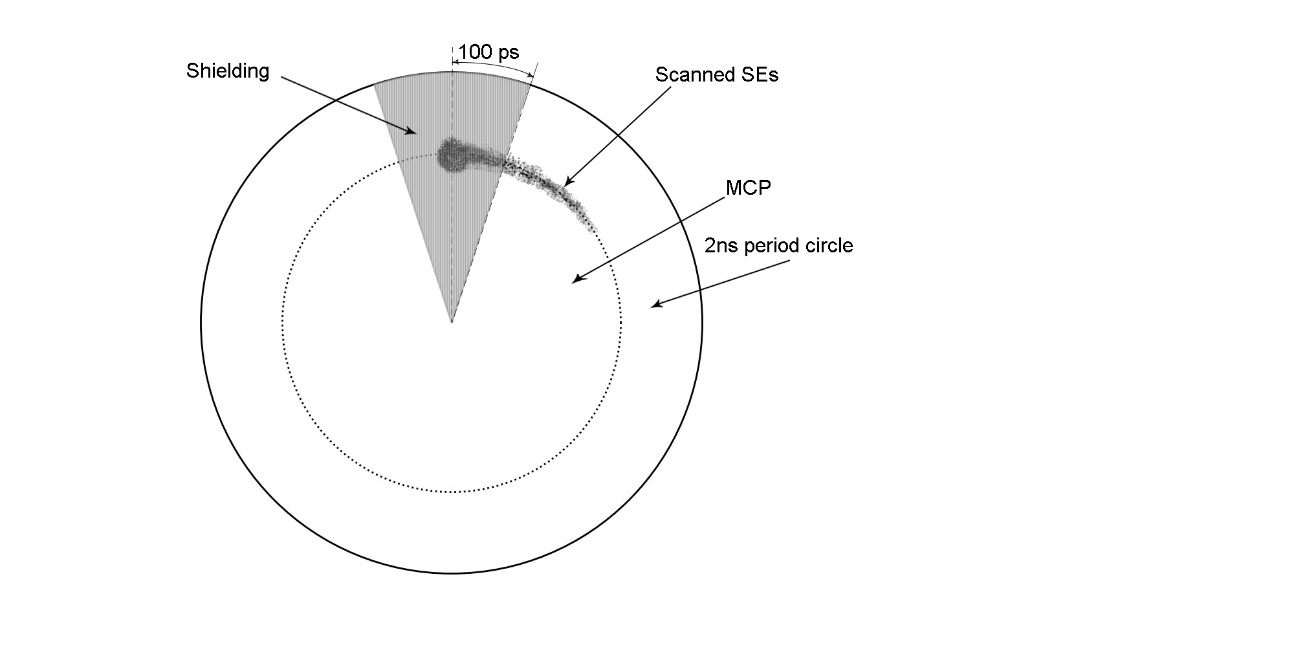 100 ps
Shielding
Scanned SEs
MCP
2ns period circle